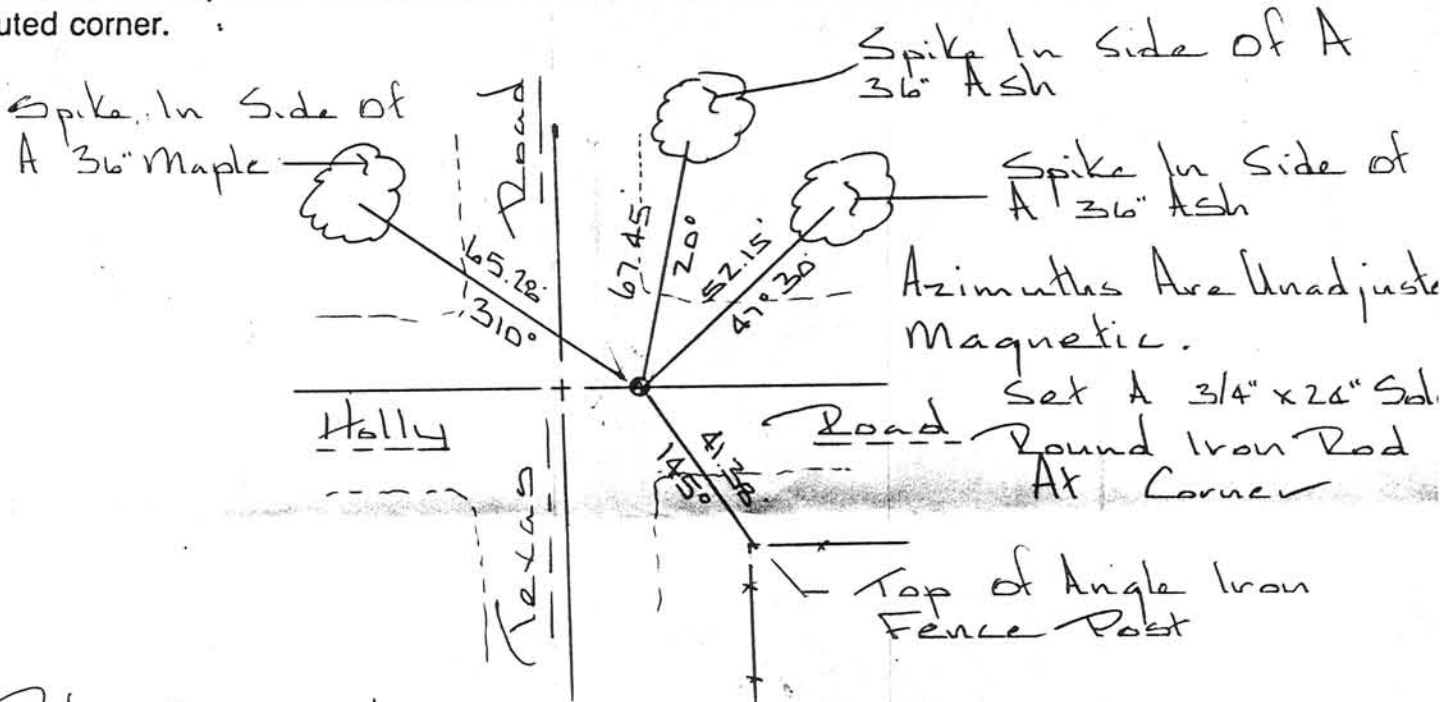 uted corner.
Spike In Side Of A
36" Ash
Spike In Side of
A 36" Maple
Road
Spike In Side of
A 36" Ash
67.45
20°
52.15'
47° 30'
65.28'
310°
Azimuths Are Unadjuste
Magnetic.
Set A 3/4" x 24" Soli
Round Iron Rod
At Corner
Holly
Road
41.50'
145°
Texas
Top of Angle Iron
Fence Post